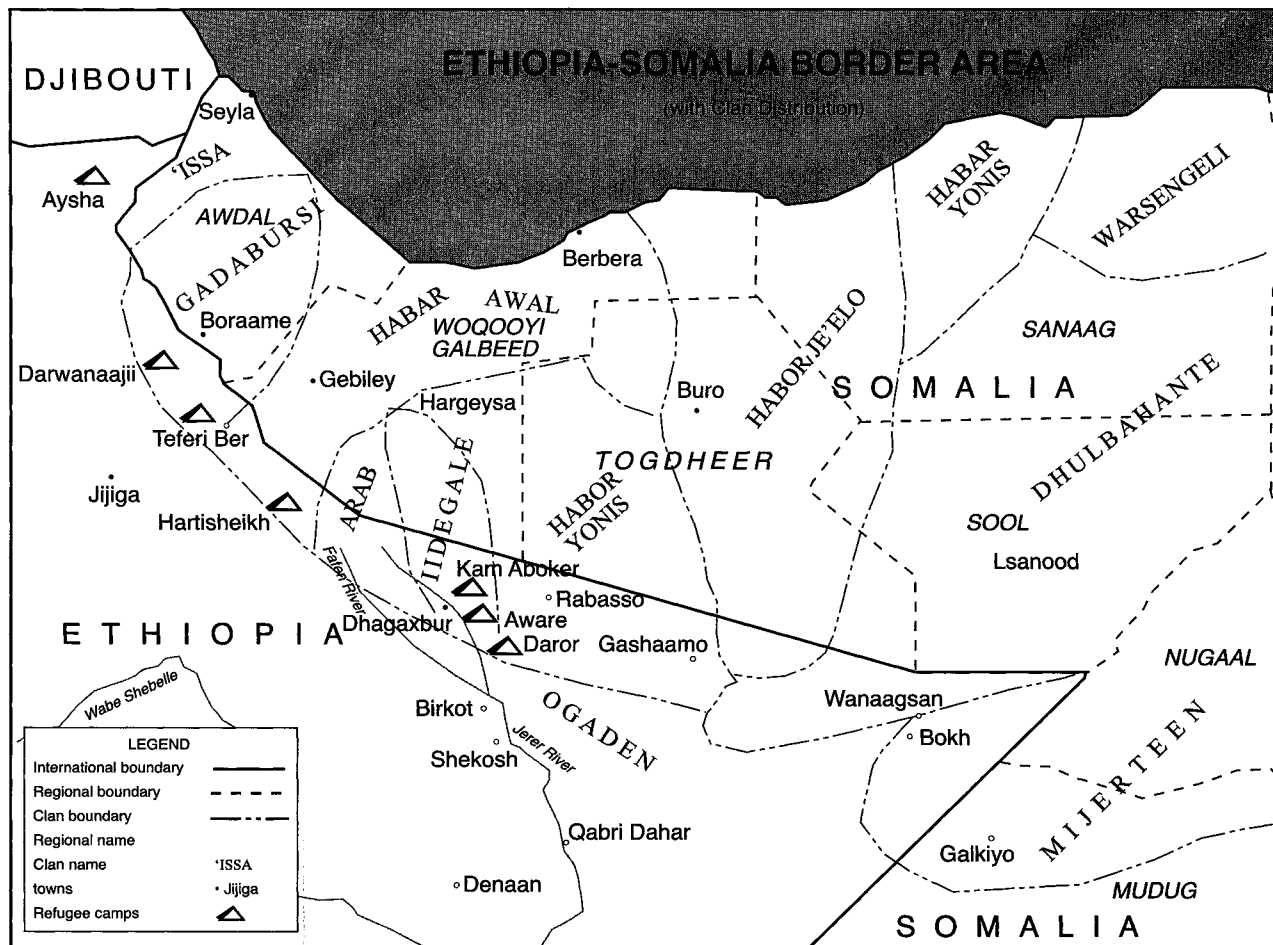 ETHIOPIA-SOMALIA BORDER AREA
(with Clan Distribution)
DJIBOUTI
Seyla
'ISSA
Aysha
AWDAL
GADABURSI
HABAR
YONIS
WARSENGELI
Berbera
HABAR
AWAL
WOQOOYI
GALBEED
Boraame
Gebiley
Darwanaajii
Hargeysa
Buro
HABOR JE'ELO
SANAAG
SOMALIA
DHULBAHANTE
Teferi Ber
Jijiga
Hartisheikh
ARAB
IIDEGALE
TOGDHEER
HABOR
YONIS
SOOL
Lsanood
Fafen River
Kam Aboker
Rabasso
Dhagaxbur
Aware
Daror
Gashaamo
ETHIOPIA
NUGAAL
Wabe Shebelle
Birkot
OGADEN
Wanaagsan
Bokh
Shekosh
Jerer River
MIJERTEEN
Qabri Dahar
Galkiyo
Denaan
MUDUG
SOMALIA
LEGEND
International boundary
Regional boundary
Clan boundary
Regional name
Clan name 'ISSA
towns Jijiga
Refugee camps